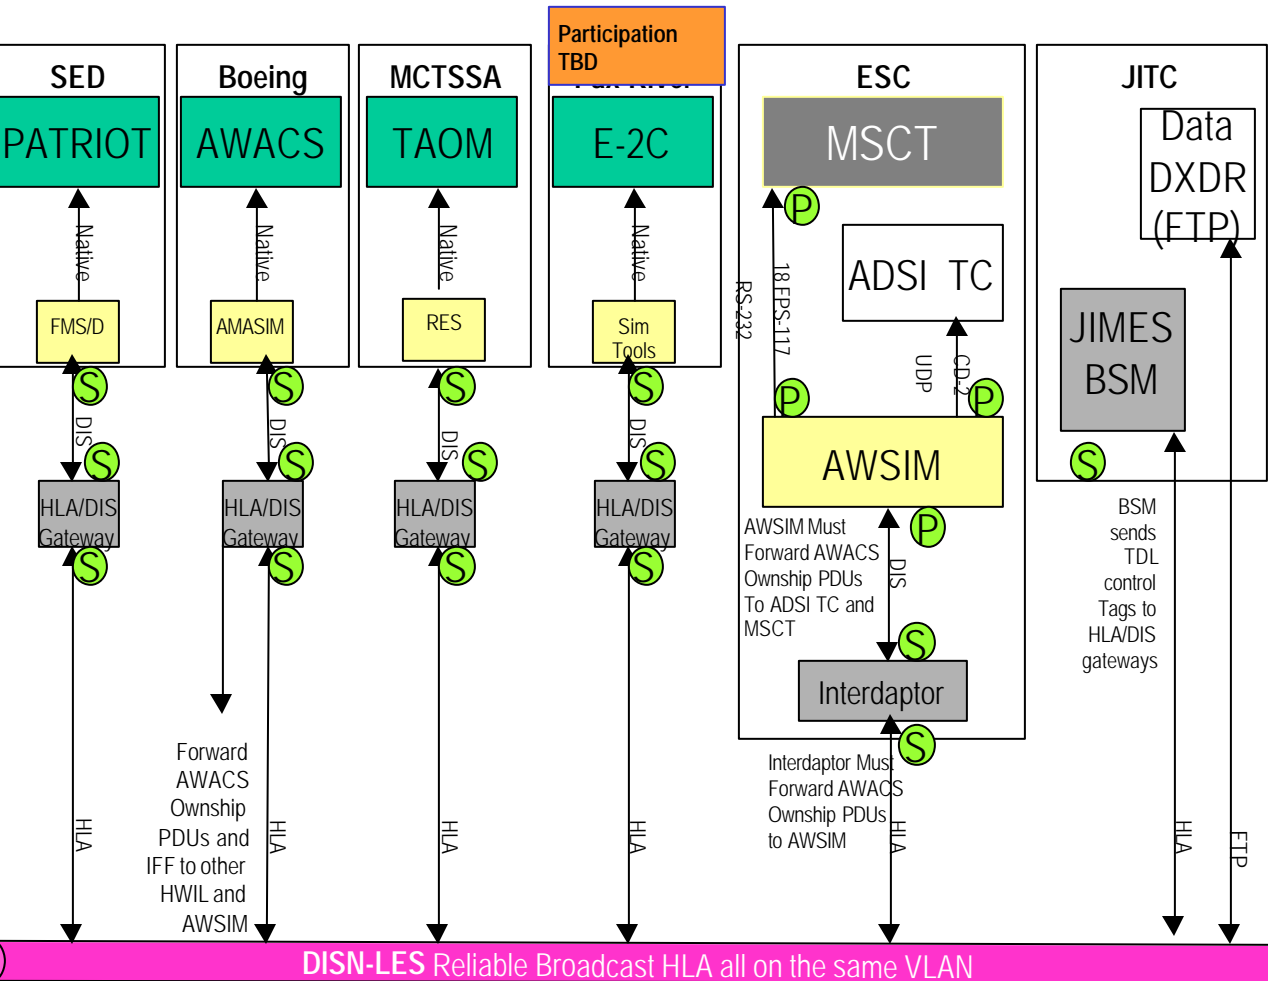 Participation
TBD
SED
PATRIOT
Native
FMS/D
S
DIS
S
HLA/DIS
Gateway
S
HLA
Boeing
AWACS
Native
AMASIM
S
DIS
S
HLA/DIS
Gateway
S
Forward
AWACS
Ownship
PDUs and
IFF to other
HWIL and
AWSIM
HLA
MCTSSA
TAOM
Native
RES
S
DIS
S
HLA/DIS
Gateway
S
HLA
E-2C
Native
Sim
Tools
S
DIS
S
HLA/DIS
Gateway
S
HLA
ESC
MSCT
P
ADSI TC
RS-232
18 FPS-117
UDP
CD-2
P
P
AWSIM
P
AWSIM Must
Forward AWACS
Ownship PDUs
To ADSI TC and
MSCT
DIS
S
Interdaptor
S
Interdaptor Must
Forward AWACS
Ownship PDUs
to AWSIM
HLA
JITC
Data
DXDR
(FTP)
JIMES
BSM
S
BSM
sends
TDL
control
Tags to
HLA/DIS
gateways
HLA
FTP
DISN-LES Reliable Broadcast HLA all on the same VLAN